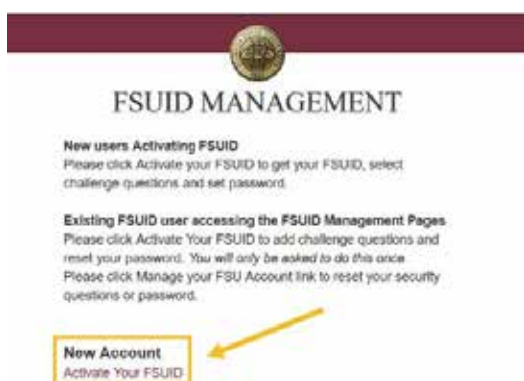 FSUID MANAGEMENT
New users Activating FSUID
Please click Activate your FSUID to get your FSUID, select
challenge questions and set password.
Existing FSUID user accessing the FSUID Management Pages
Please click Activate Your FSUID to add challenge questions and
reset your password. You will only be asked to do this once
Please click Manage your FSU Account link to reset your security
questions or password.
New Account
Activate Your FSUID